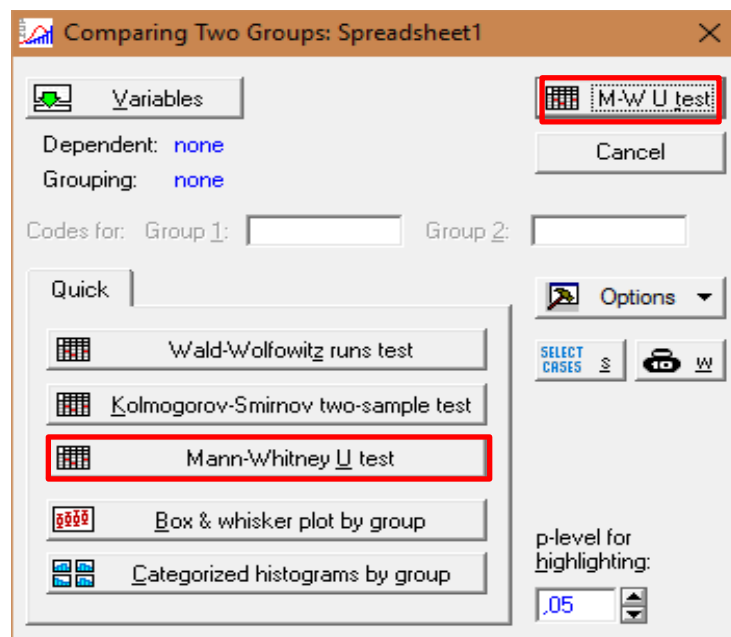 Comparing Two Groups: Spreadsheet1
Variables
M-W U test
Dependent: none
Cancel
Grouping: none
Codes for: Group 1:
Group 2:
Quick
Options
Wald-Wolfowitz runs test
SELECT CASES S
W
Kolmogorov-Smirnov two-sample test
Mann-Whitney U test
Box & whisker plot by group
Categorized histograms by group
p-level for
highlighting:
,05